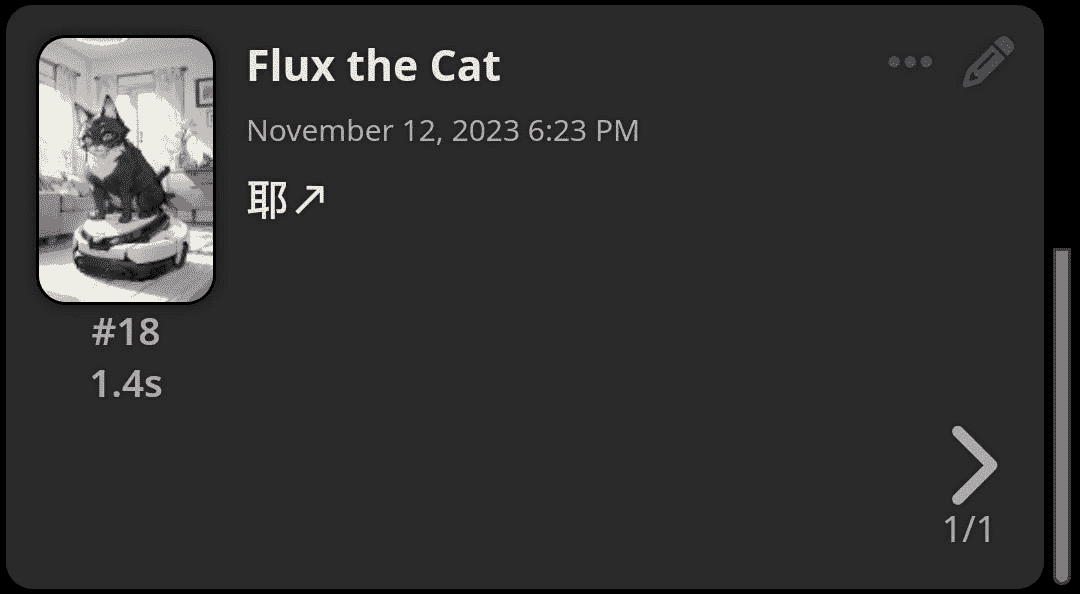 Flux the Cat
November 12, 2023 6:23 PM
耶↗
#18
1.4s
1/1